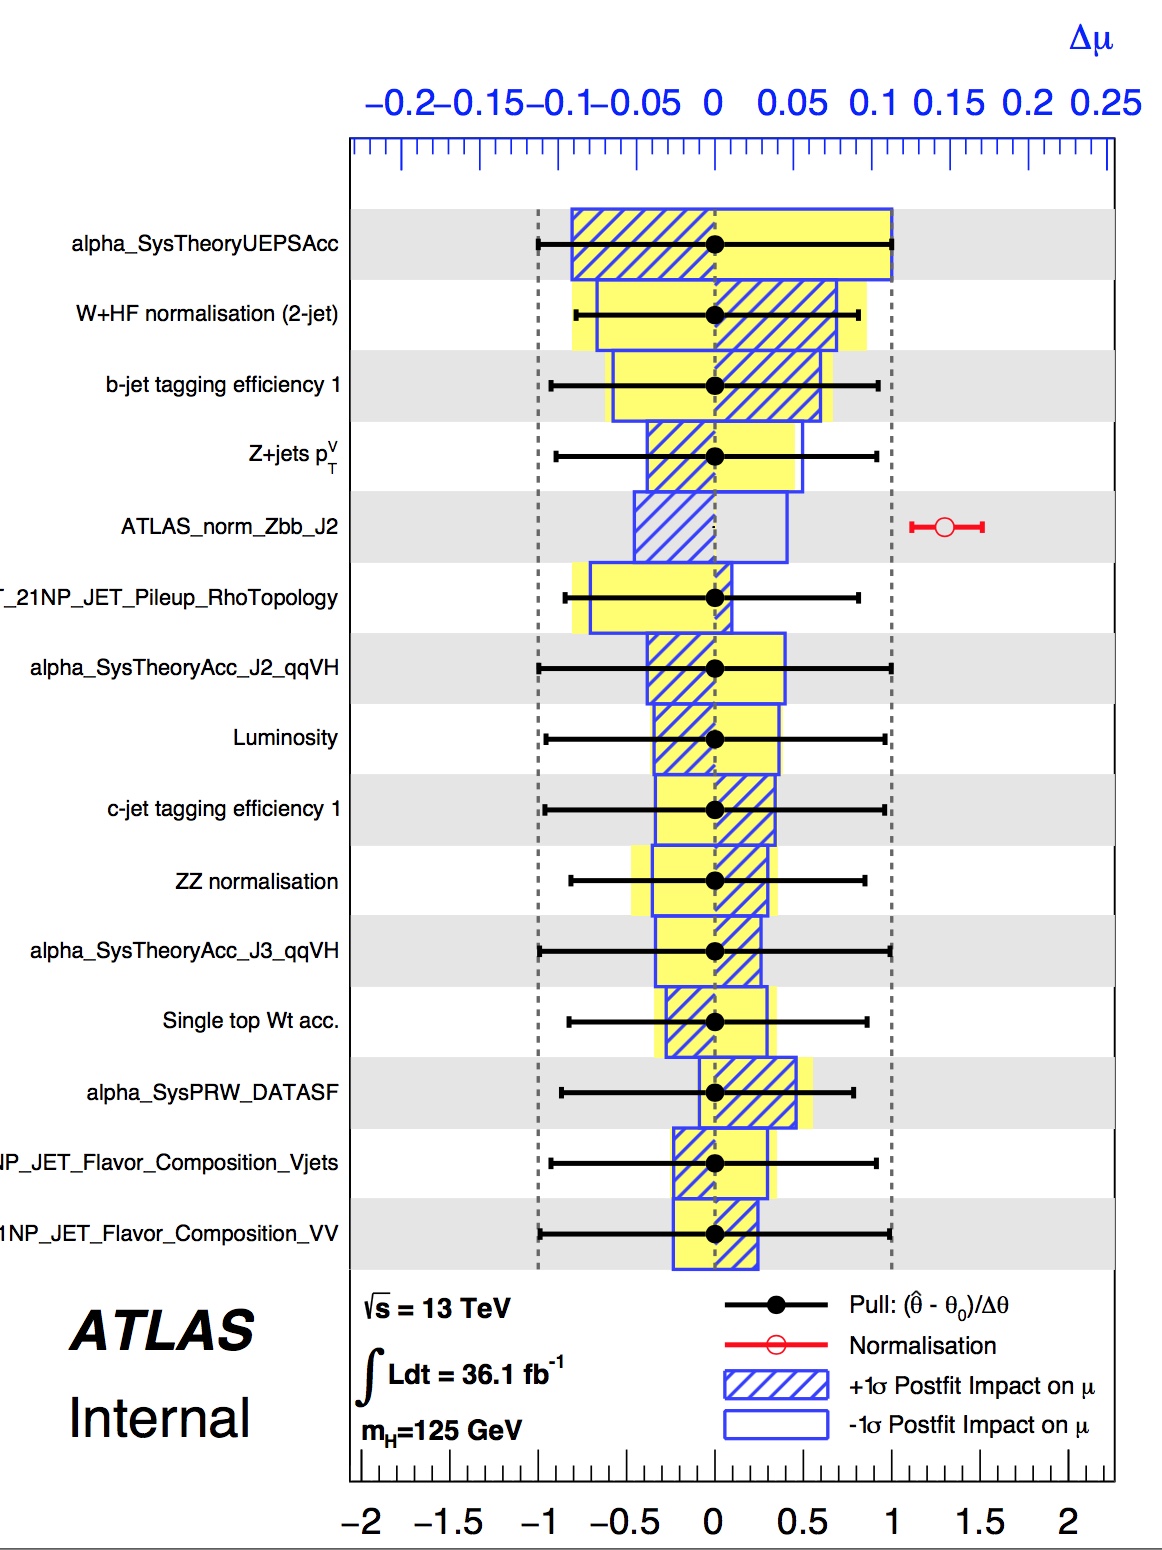 Δμ
−0.2 −0.15 −0.1 −0.05 0 0.05 0.1 0.15 0.2 0.25
alpha_SysTheoryUEPSAcc
W+HF normalisation (2-jet)
b-jet tagging efficiency 1
Z+jets p_T^V
ATLAS_norm_Zbb_J2
T_21NP_JET_Pileup_RhoTopology
alpha_SysTheoryAcc_J2_qqVH
Luminosity
c-jet tagging efficiency 1
ZZ normalisation
alpha_SysTheoryAcc_J3_qqVH
Single top Wt acc.
alpha_SysPRW_DATASF
NP_JET_Flavor_Composition_Vjets
1NP_JET_Flavor_Composition_VV
ATLAS
Internal
√s = 13 TeV
∫ Ldt = 36.1 fb⁻¹
m_H=125 GeV
Pull: (θ̂ - θ₀)/Δθ
Normalisation
+1σ Postfit Impact on μ
-1σ Postfit Impact on μ
−2 −1.5 −1 −0.5 0 0.5 1 1.5 2